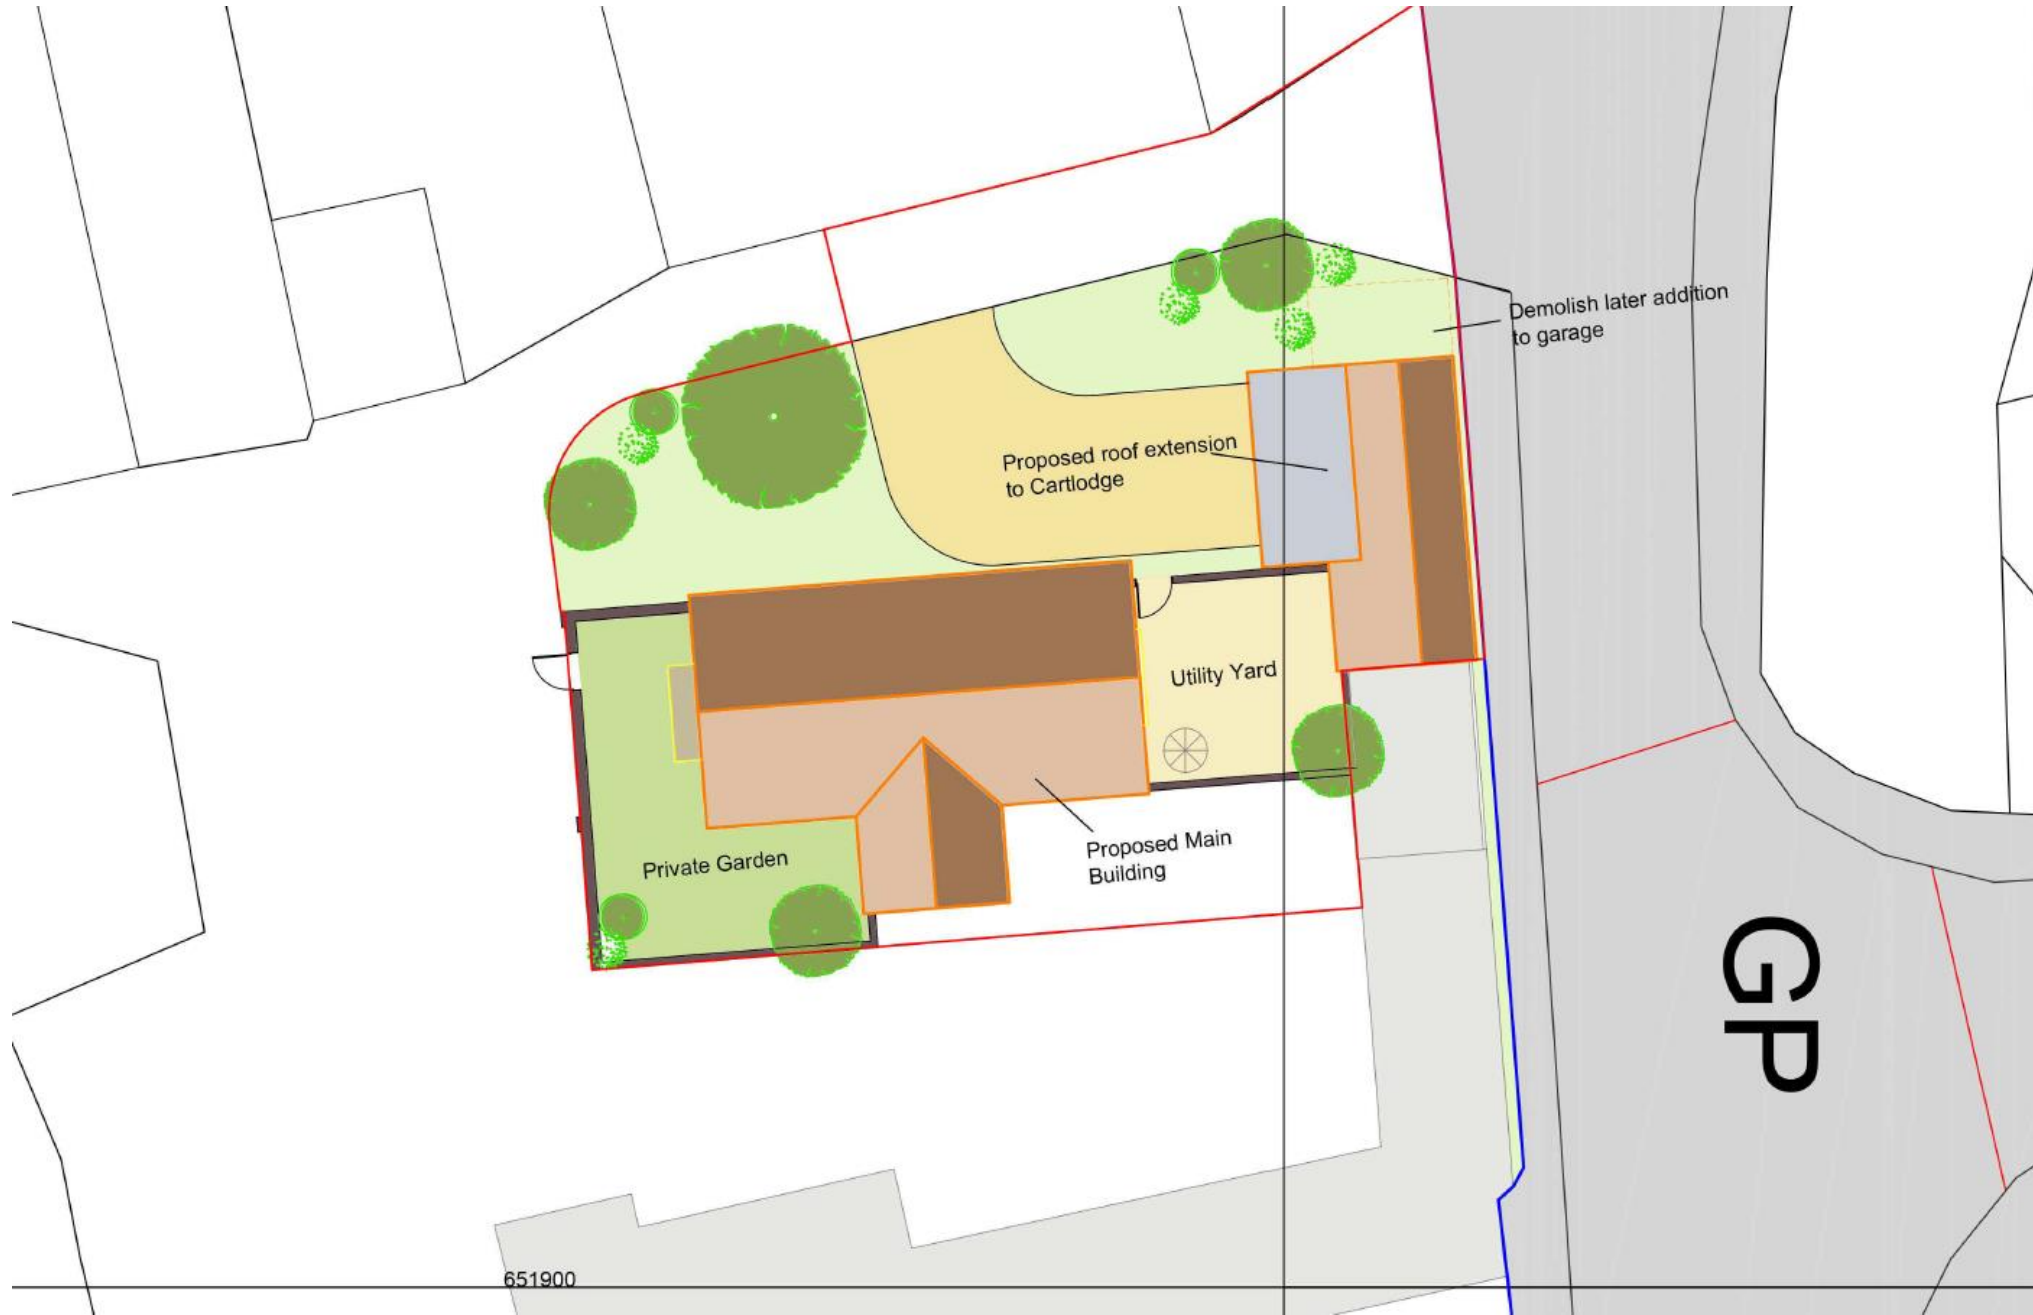 Demolish later addition
to garage
Proposed roof extension
to Cartlodge
Utility Yard
Proposed Main
Building
Private Garden
GP
651900